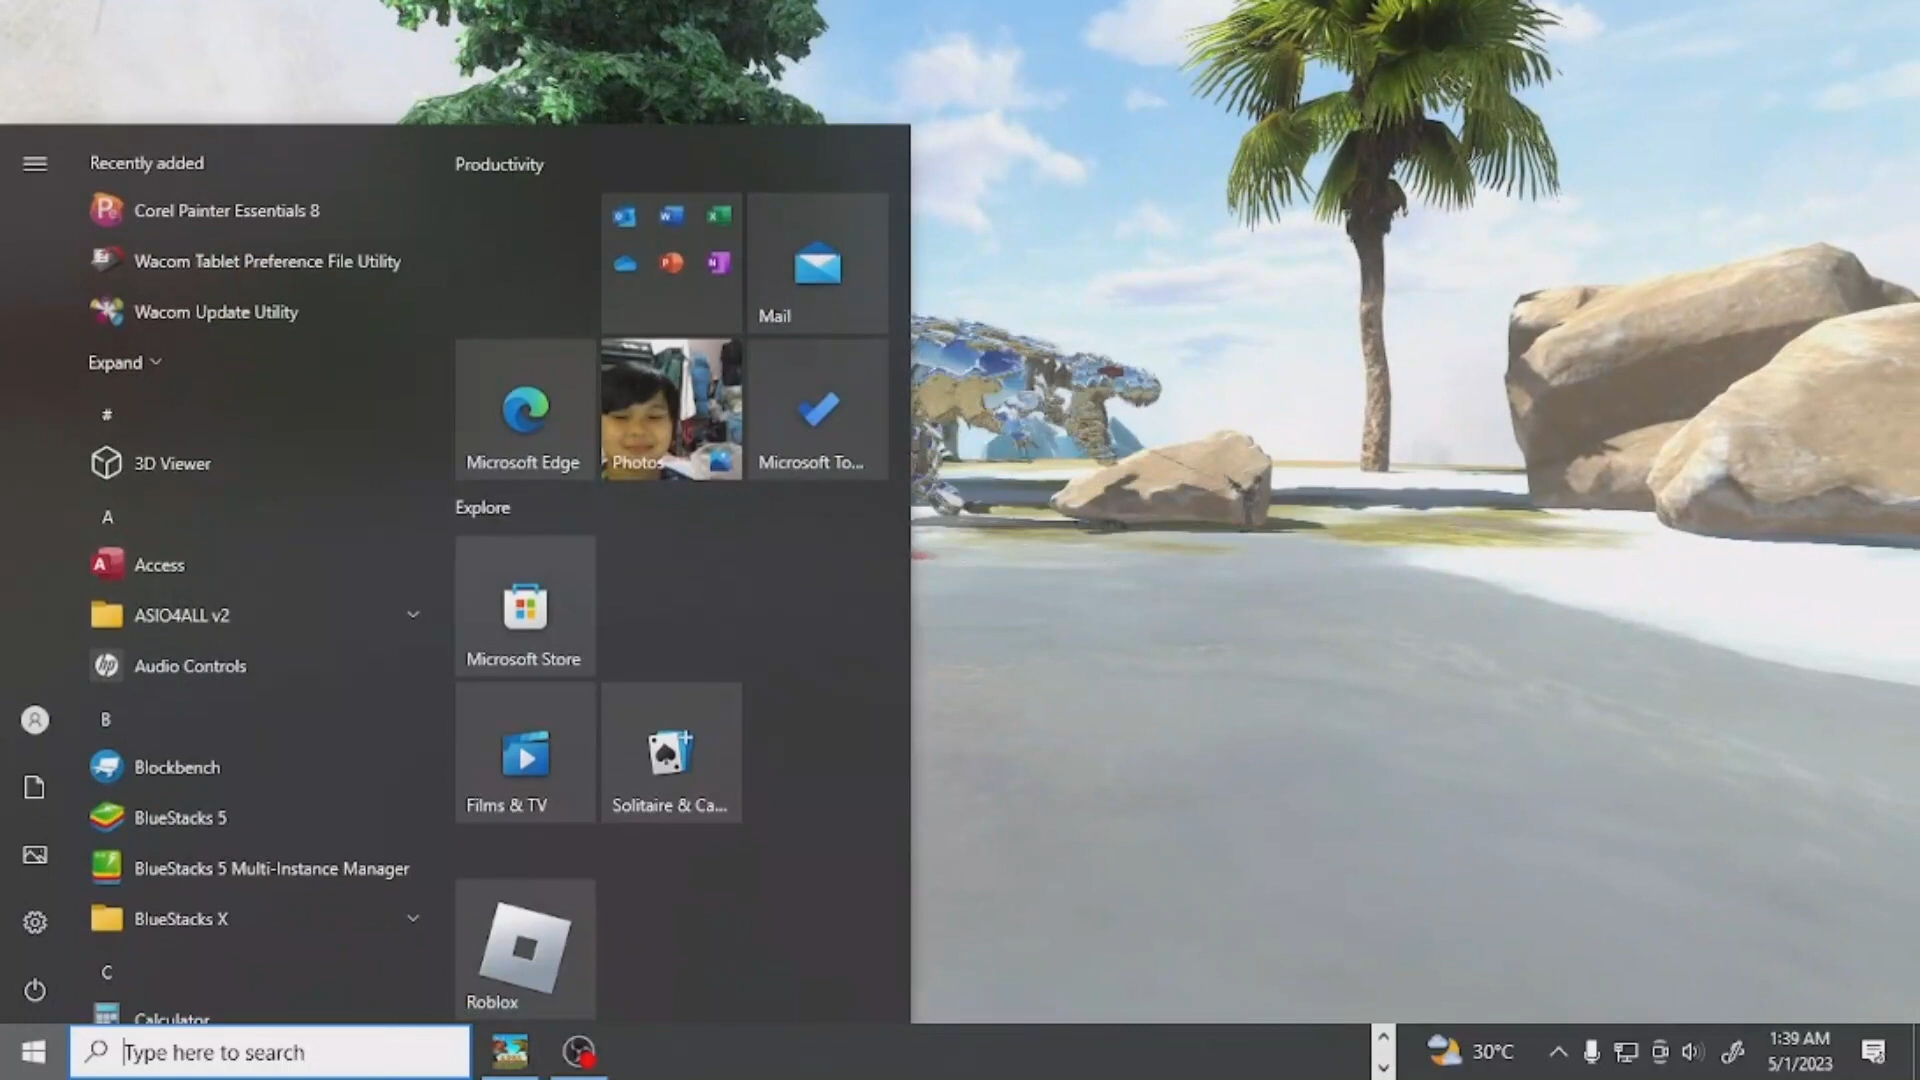 Recently added
Corel Painter Essentials 8
Wacom Tablet Preference File Utility
Wacom Update Utility
Expand
#
3D Viewer
A
Access
ASIO4ALL v2
Audio Controls
B
Blockbench
BlueStacks 5
BlueStacks 5 Multi-Instance Manager
BlueStacks X
C
Calculator
Productivity
Mail
Microsoft Edge
Photos
Microsoft To...
Explore
Microsoft Store
Films & TV
Solitaire & Ca...
Roblox
Type here to search
30°C
1:39 AM
5/1/2023